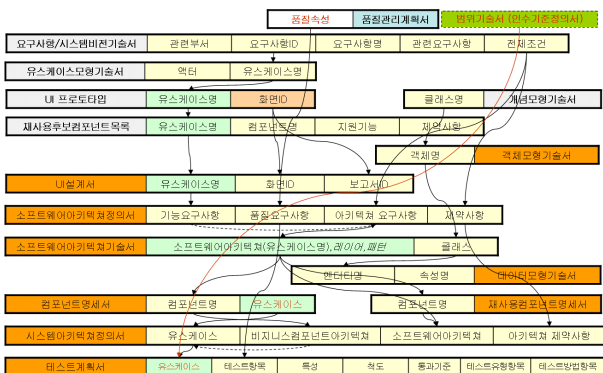 품질속성 품질관리계획서 범위기술서 (인수기준정의서)
요구사항/시스템비전기술서 관련부서 요구사항ID 요구사항명 관련요구사항 전제조건
유스케이스모형기술서 액터 유스케이스명
UI 프로토타입 유스케이스명 화면ID 클래스명 개념모형기술서
재사용후보컴포넌트목록 유스케이스명 컴포넌트명 지원기능 제약사항
객체명 객체모형기술서
UI설계서 유스케이스명 화면ID 보고서ID
소프트웨어아키텍쳐정의서 기능요구사항 품질요구사항 아키텍쳐 요구사항 제약사항
소프트웨어아키텍쳐기술서 소프트웨어아키텍쳐(유스케이스명),레이어,패턴 클래스
엔터티명 속성명 데이터모형기술서
컴포넌트명세서 컴포넌트명 유스케이스 컴포넌트명 재사용컴포넌트명세서
시스템아키텍쳐정의서 유스케이스 비지니스컴포넌트아키텍쳐 소프트웨어아키텍쳐 아키텍쳐 제약사항
테스트계획서 유스케이스 테스트항목 특성 척도 통과기준 테스트유형항목 테스트방법항목